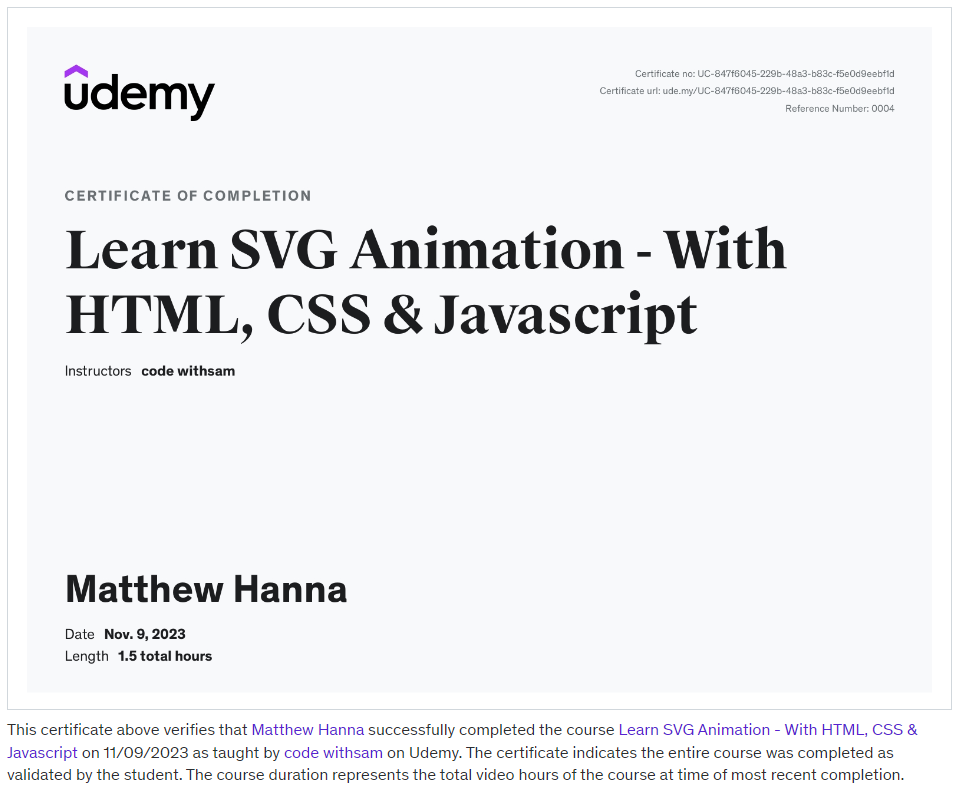 udemy
Certificate no: UC-847f6045-229b-48a3-b83c-f5e0d9eebf1d
Certificate url: ude.my/UC-847f6045-229b-48a3-b83c-f5e0d9eebf1d
Reference Number: 0004
CERTIFICATE OF COMPLETION
Learn SVG Animation - With
HTML, CSS & Javascript
Instructors code withsam
Matthew Hanna
Date Nov. 9, 2023
Length 1.5 total hours
This certificate above verifies that Matthew Hanna successfully completed the course Learn SVG Animation - With HTML, CSS &
Javascript on 11/09/2023 as taught by code withsam on Udemy. The certificate indicates the entire course was completed as
validated by the student. The course duration represents the total video hours of the course at time of most recent completion.